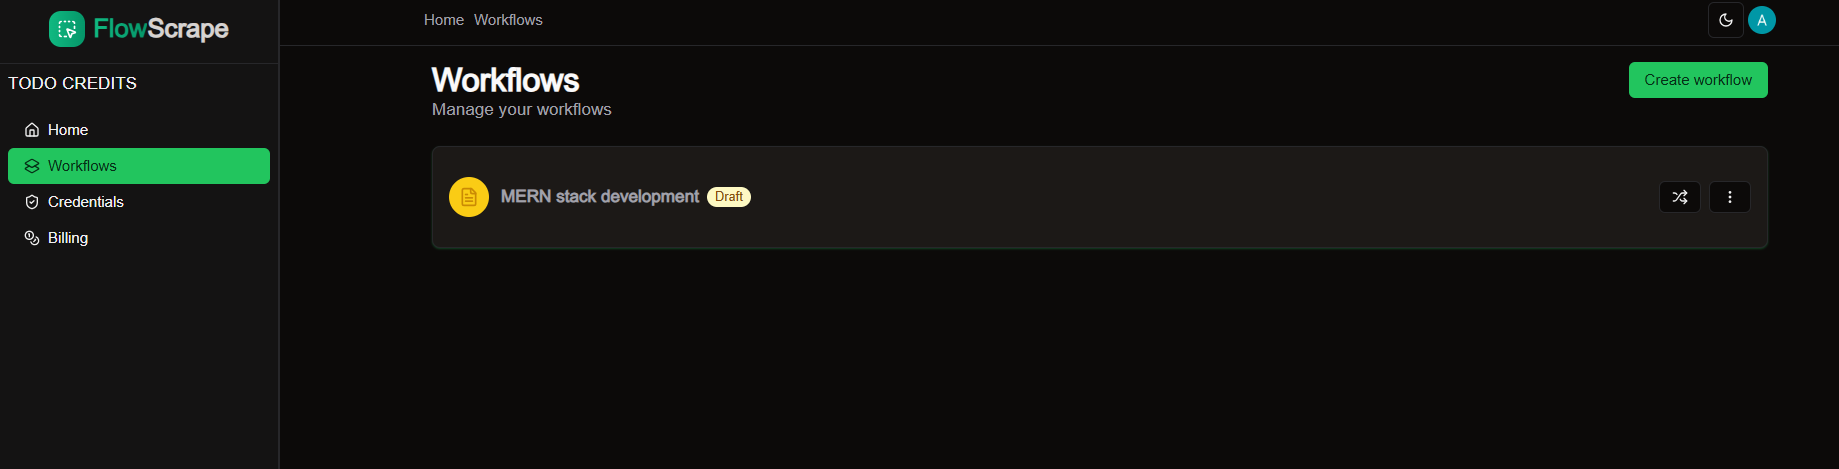 FlowScrape
TODO CREDITS
Home
Workflows
Credentials
Billing
Home Workflows
A
Workflows
Manage your workflows
Create workflow
MERN stack development Draft